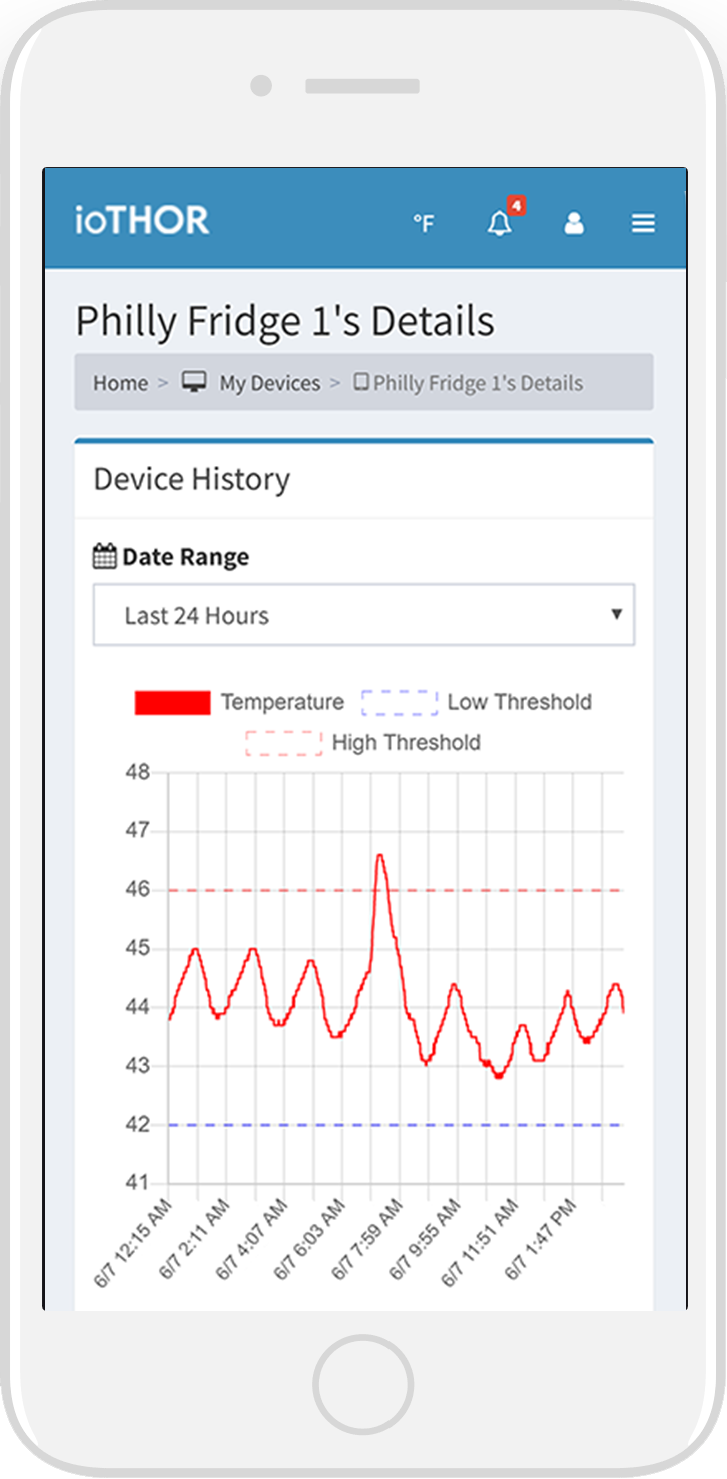 ioTHOR °F 4
Philly Fridge 1's Details
Home > My Devices > Philly Fridge 1's Details
Device History
Date Range
Last 24 Hours
Temperature Low Threshold
High Threshold
48
47
46
45
44
43
42
41
6/7 12:15 AM
6/7 2:11 AM
6/7 4:07 AM
6/7 6:03 AM
6/7 7:59 AM
6/7 9:55 AM
6/7 11:51 AM
6/7 1:47 PM